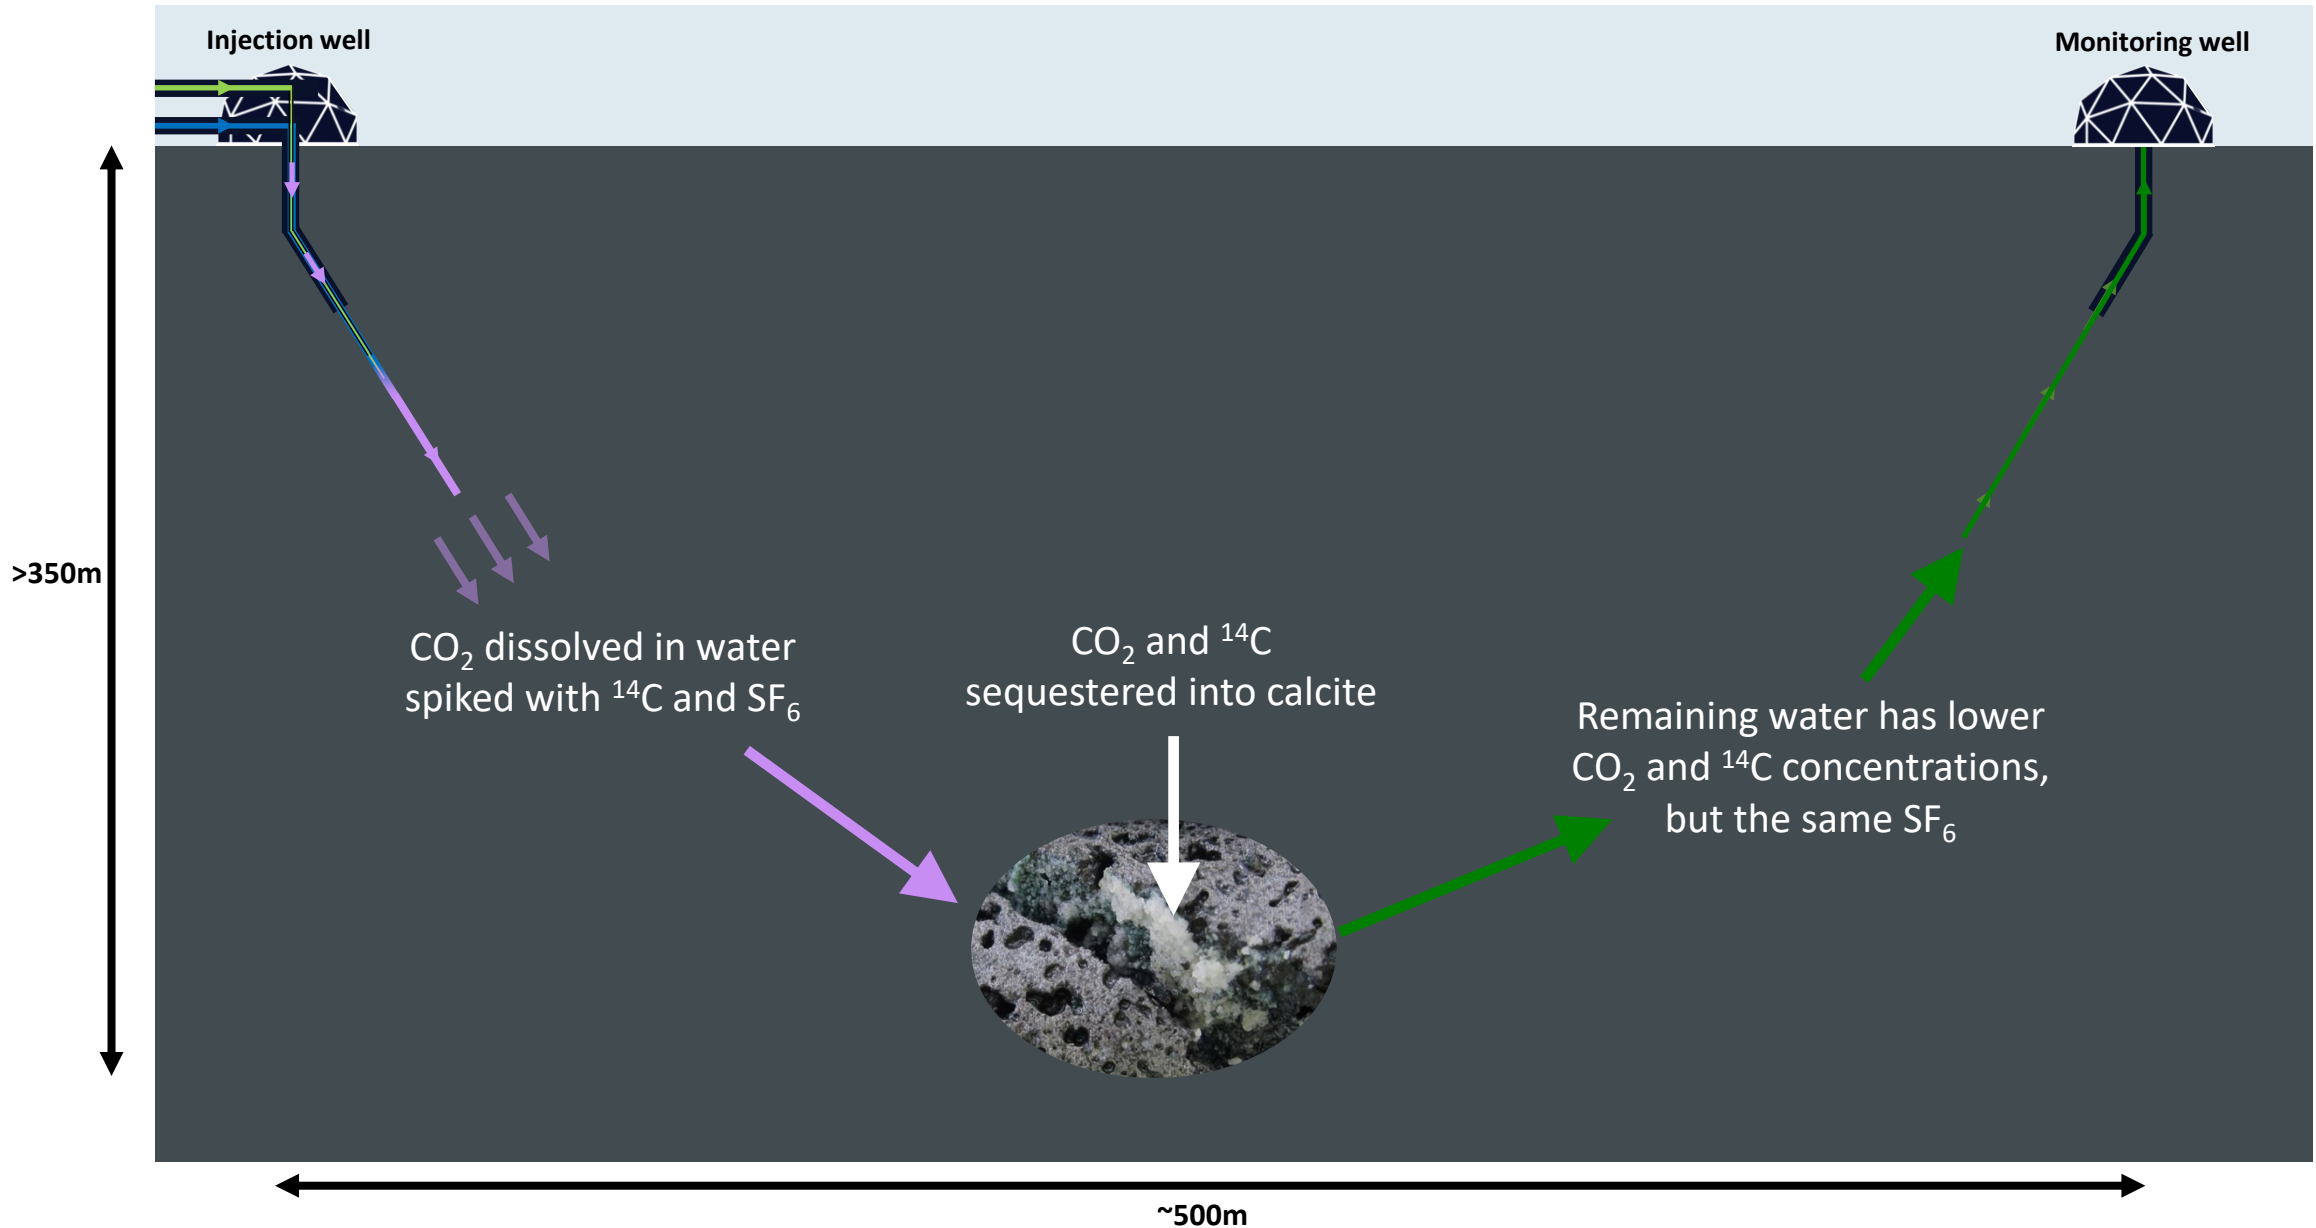 Injection well
Monitoring well
>350m
CO₂ dissolved in water
spiked with ¹⁴C and SF₆
CO₂ and ¹⁴C
sequestered into calcite
Remaining water has lower
CO₂ and ¹⁴C concentrations,
but the same SF₆
~500m